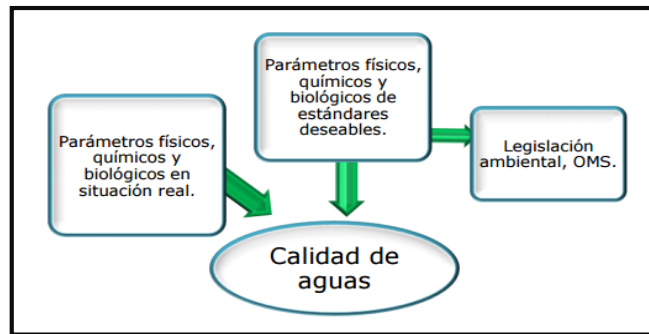 Parámetros físicos,
químicos y
biológicos de
estándares
deseables.
Parámetros físicos,
químicos y
biológicos en
situación real.
Legislación
ambiental, OMS.
Calidad de
aguas